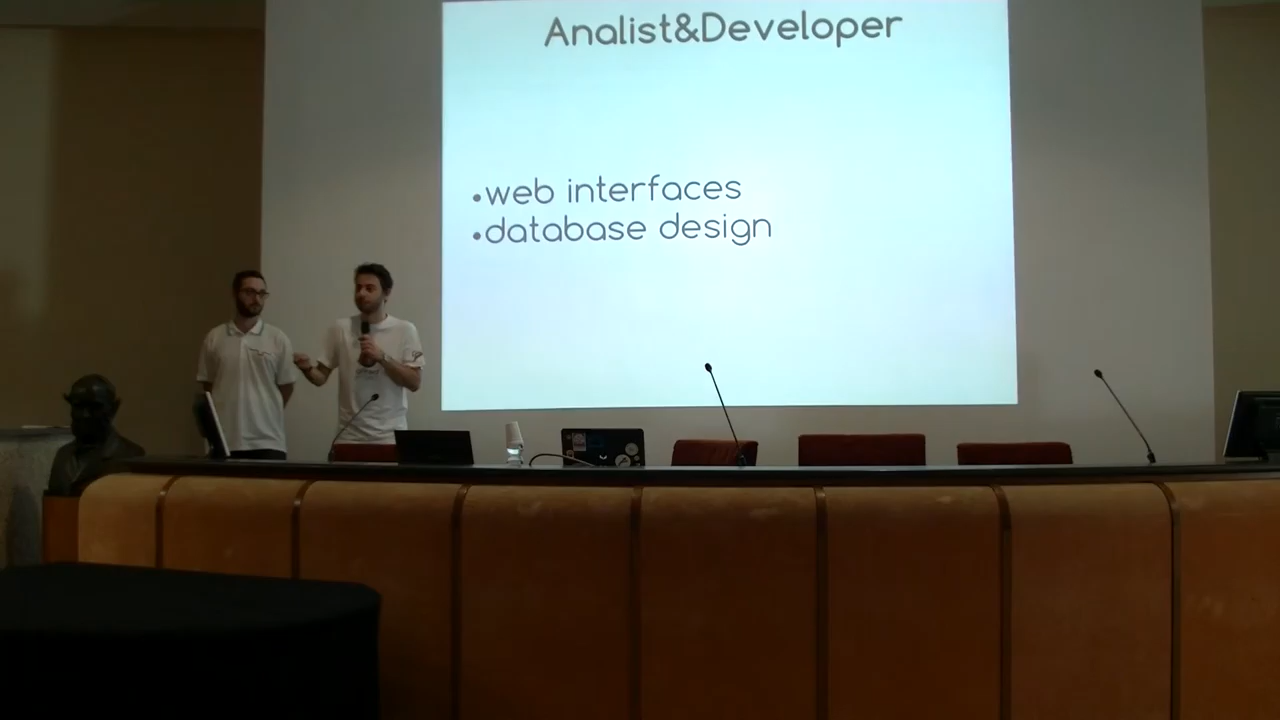 Analist&Developer
•web interfaces
•database design